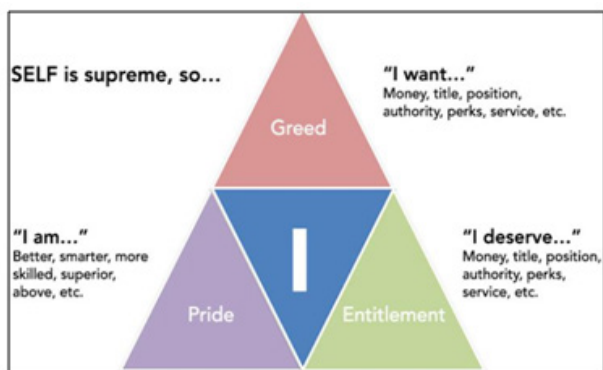 SELF is supreme, so...
"I want..."
Money, title, position,
authority, perks, service, etc.
Greed
"I am..."
Better, smarter, more
skilled, superior,
above, etc.
I
"I deserve..."
Money, title, position,
authority, perks,
service, etc.
Pride
Entitlement